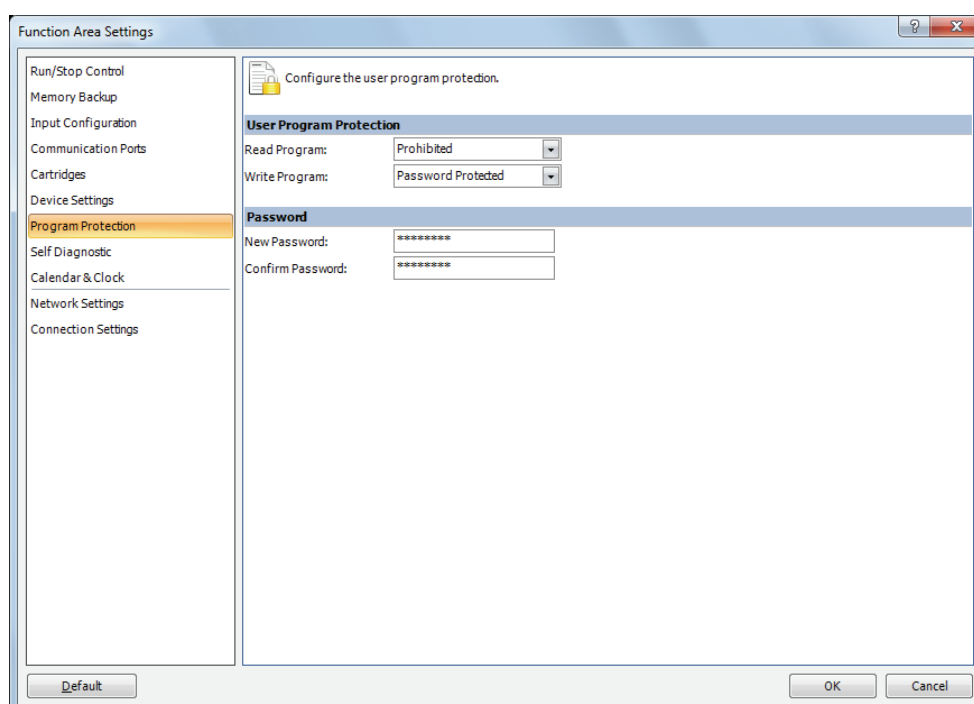 Function Area Settings
Run/Stop Control
Memory Backup
Input Configuration
Communication Ports
Cartridges
Device Settings
Program Protection
Self Diagnostic
Calendar & Clock
Network Settings
Connection Settings
Configure the user program protection.
User Program Protection
Read Program: Prohibited
Write Program: Password Protected
Password
New Password: ********
Confirm Password: ********
Default OK Cancel